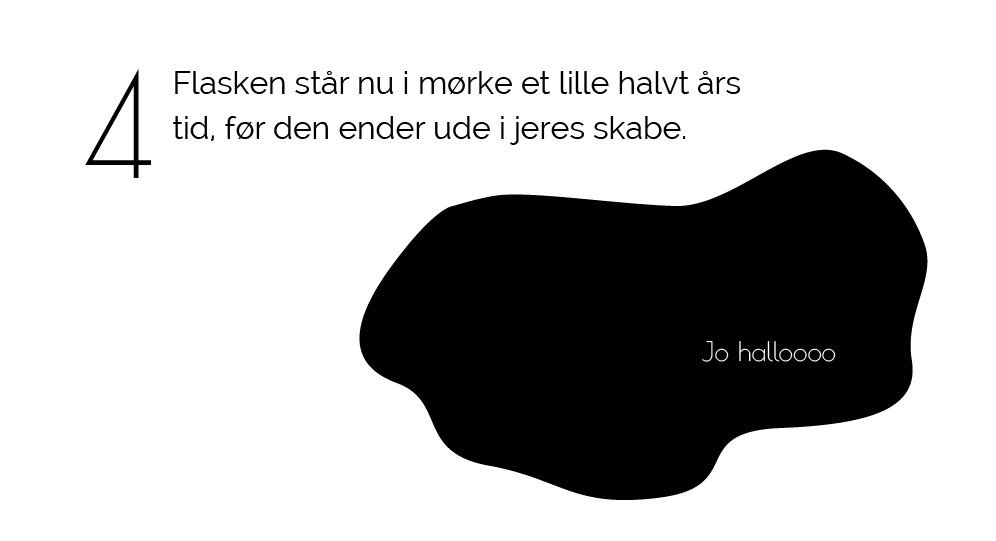 4
Flasken står nu i mørke et lille halvt års
tid, før den ender ude i jeres skabe.
Jo halloooo